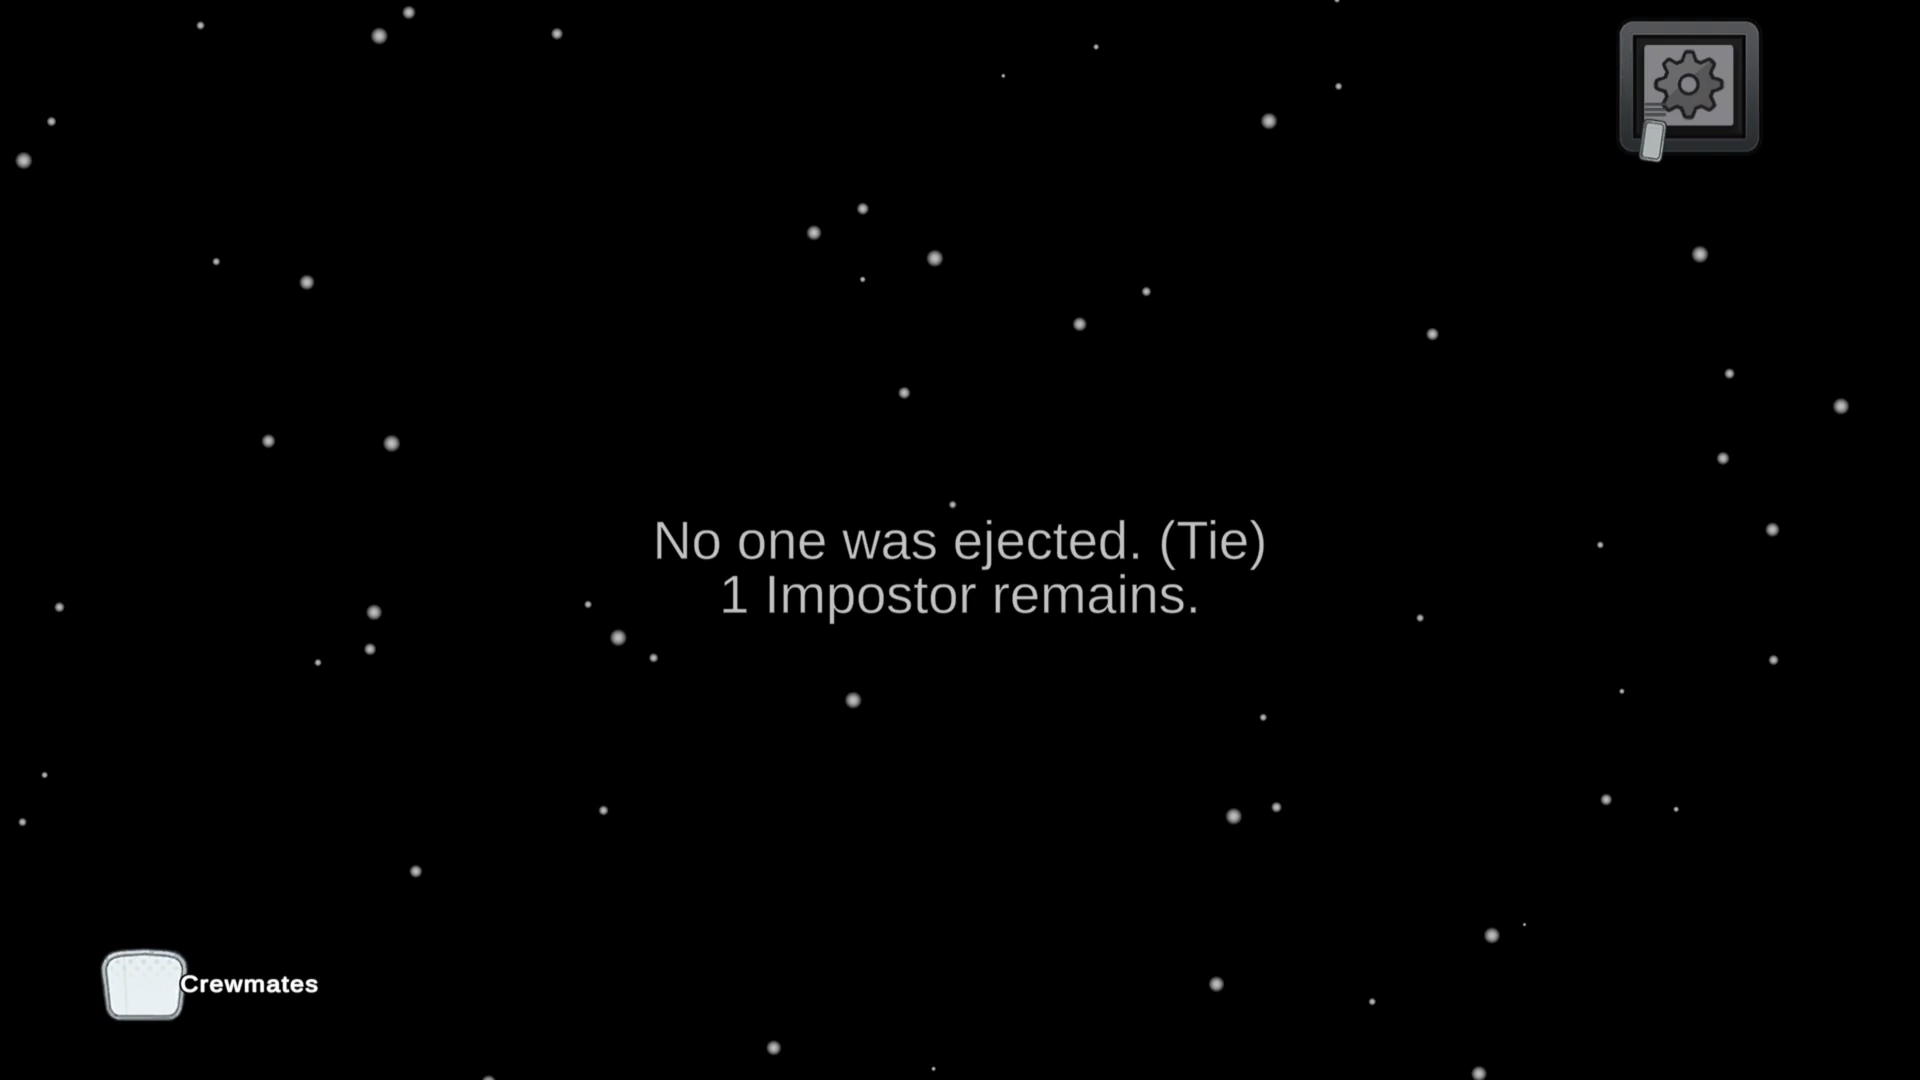 No one was ejected. (Tie)
1 Impostor remains.
Crewmates